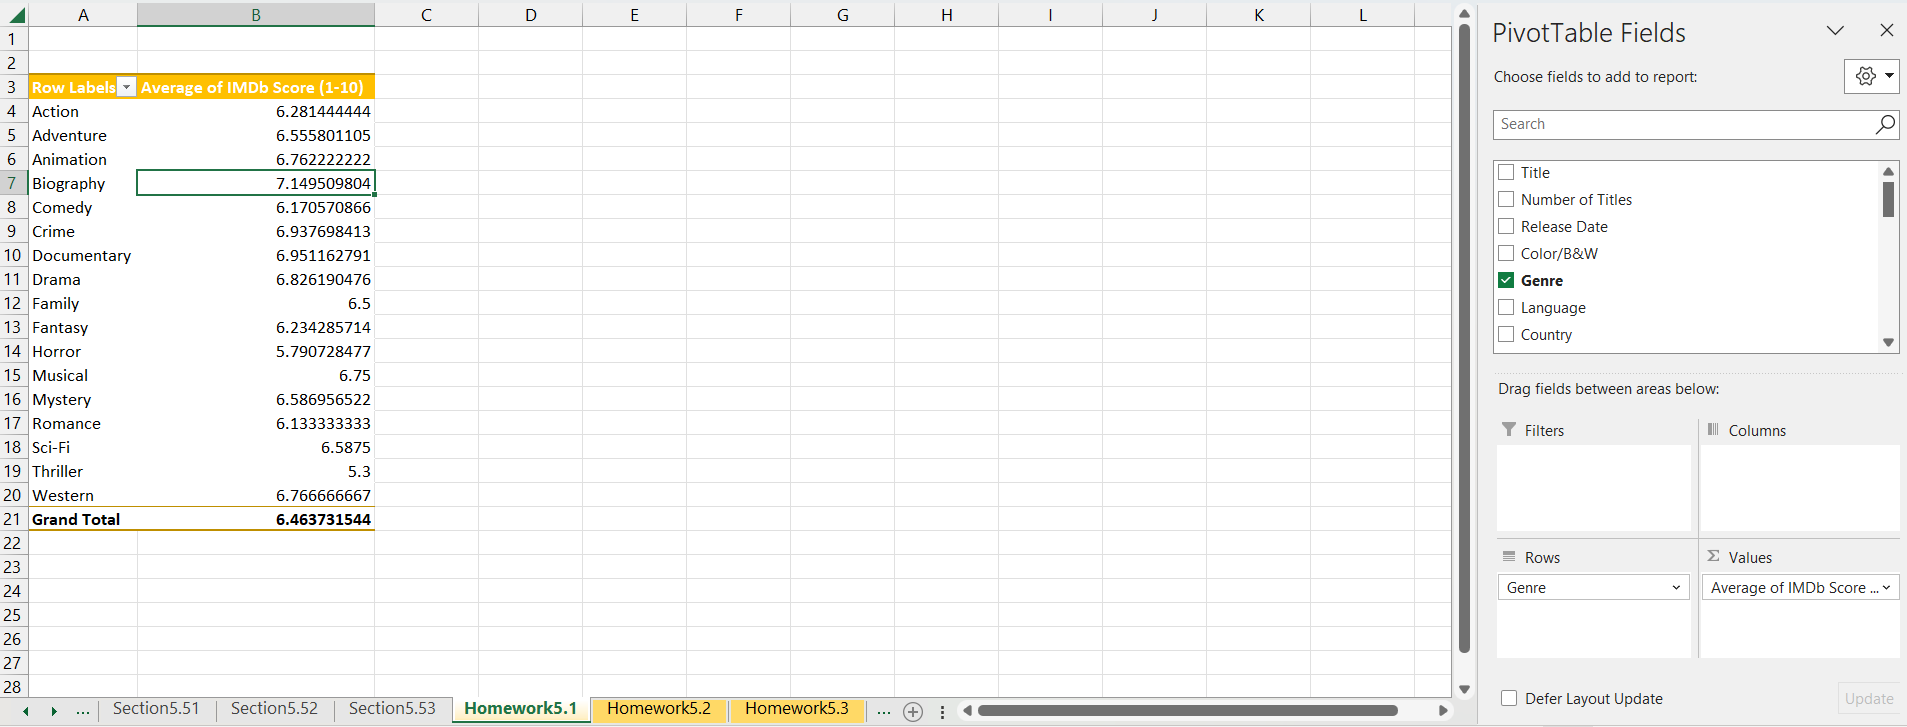 A B C D E F G H I J K L
1
2
3 Row Labels Average of IMDb Score (1-10)
4 Action 6.281444444
5 Adventure 6.555801105
6 Animation 6.762222222
7 Biography 7.149509804
8 Comedy 6.170570866
9 Crime 6.937698413
10 Documentary 6.951162791
11 Drama 6.826190476
12 Family 6.5
13 Fantasy 6.234285714
14 Horror 5.790728477
15 Musical 6.75
16 Mystery 6.586956522
17 Romance 6.133333333
18 Sci-Fi 6.5875
19 Thriller 5.3
20 Western 6.766666667
21 Grand Total 6.463731544
22
23
24
25
26
27
28
... Section5.51 Section5.52 Section5.53 Homework5.1 Homework5.2 Homework5.3 ...
PivotTable Fields
Choose fields to add to report:
Search
Title
Number of Titles
Release Date
Color/B&W
Genre
Language
Country
Drag fields between areas below:
Filters
Columns
Rows
Σ Values
Genre
Average of IMDb Score ...
Defer Layout Update
Update